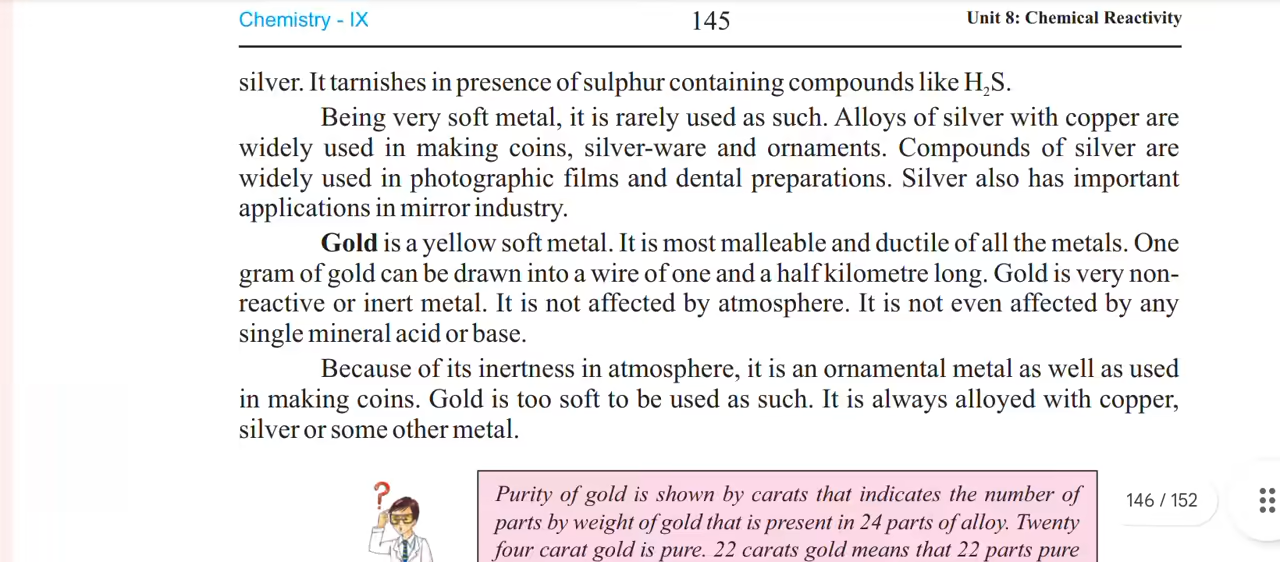 Chemistry - IX 145 Unit 8: Chemical Reactivity
silver. It tarnishes in presence of sulphur containing compounds like H₂S.
Being very soft metal, it is rarely used as such. Alloys of silver with copper are
widely used in making coins, silver-ware and ornaments. Compounds of silver are
widely used in photographic films and dental preparations. Silver also has important
applications in mirror industry.
Gold is a yellow soft metal. It is most malleable and ductile of all the metals. One
gram of gold can be drawn into a wire of one and a half kilometre long. Gold is very non-
reactive or inert metal. It is not affected by atmosphere. It is not even affected by any
single mineral acid or base.
Because of its inertness in atmosphere, it is an ornamental metal as well as used
in making coins. Gold is too soft to be used as such. It is always alloyed with copper,
silver or some other metal.
?
Purity of gold is shown by carats that indicates the number of
parts by weight of gold that is present in 24 parts of alloy. Twenty
four carat gold is pure. 22 carats gold means that 22 parts pure
146 / 152